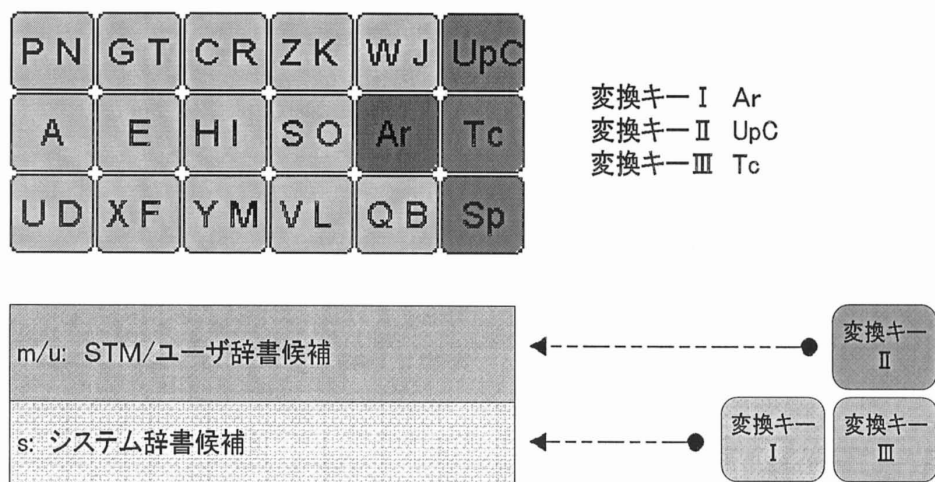 P N G T C R Z K W J UpC
A E H I S O Ar Tc
U D X F Y M V L Q B Sp
変換キーⅠ Ar
変換キーⅡ UpC
変換キーⅢ Tc
m/u: STM/ユーザ辞書候補
変換キー
Ⅱ
s: システム辞書候補
変換キー
Ⅰ
変換キー
Ⅲ